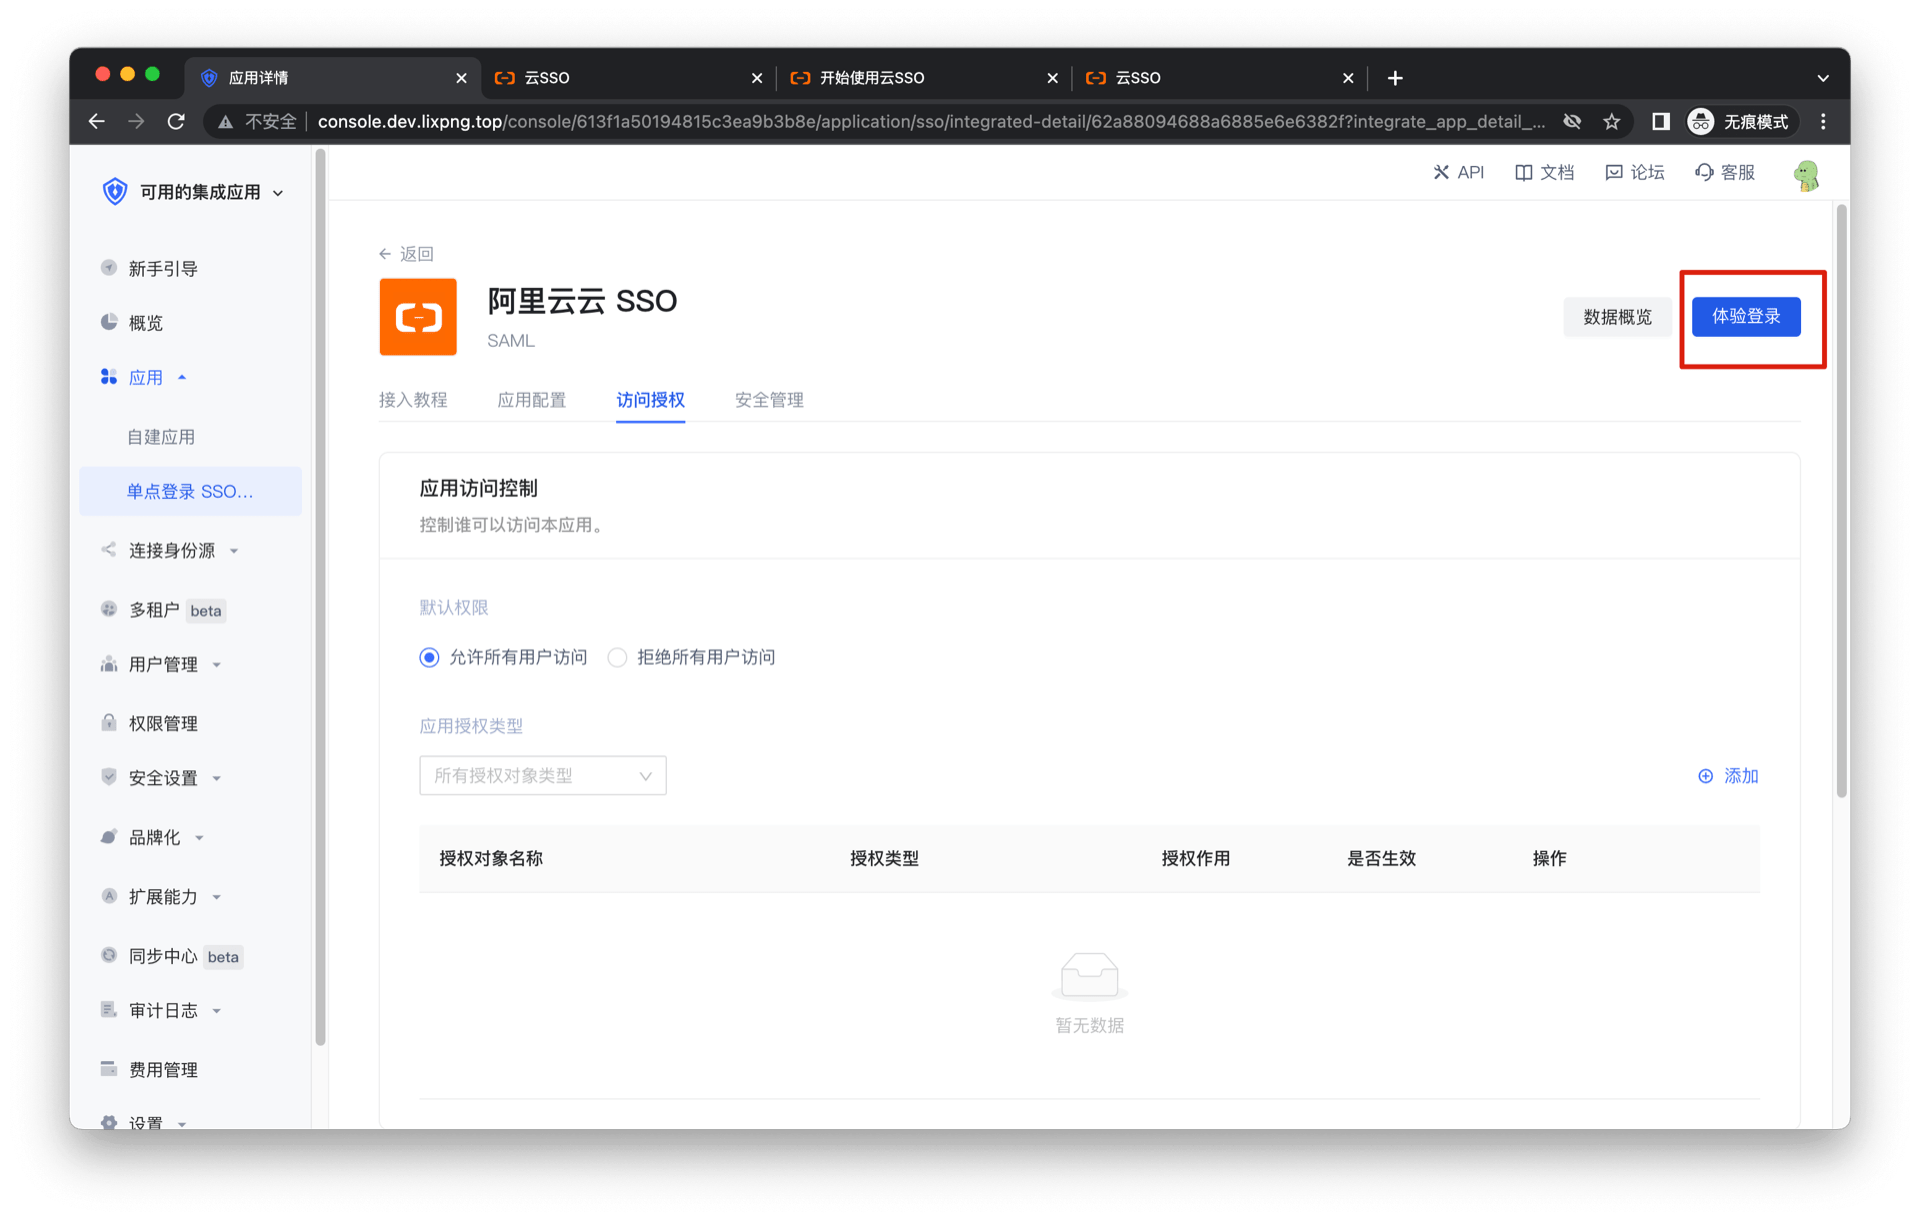 应用详情
云SSO
开始使用云SSO
云SSO
不安全
console.dev.lixpng.top/console/613f1a50194815c3ea9b3b8e/application/sso/integrated-detail/62a88094688a6885e6e6382f?integrate_app_detail_...
无痕模式
可用的集成应用
API
文档
论坛
客服
新手引导
概览
应用
自建应用
单点登录 SSO...
连接身份源
多租户 beta
用户管理
权限管理
安全设置
品牌化
扩展能力
同步中心 beta
审计日志
费用管理
设置
返回
阿里云云 SSO
SAML
数据概览
体验登录
接入教程
应用配置
访问授权
安全管理
应用访问控制
控制谁可以访问本应用。
默认权限
允许所有用户访问
拒绝所有用户访问
应用授权类型
所有授权对象类型
添加
授权对象名称
授权类型
授权作用
是否生效
操作
暂无数据